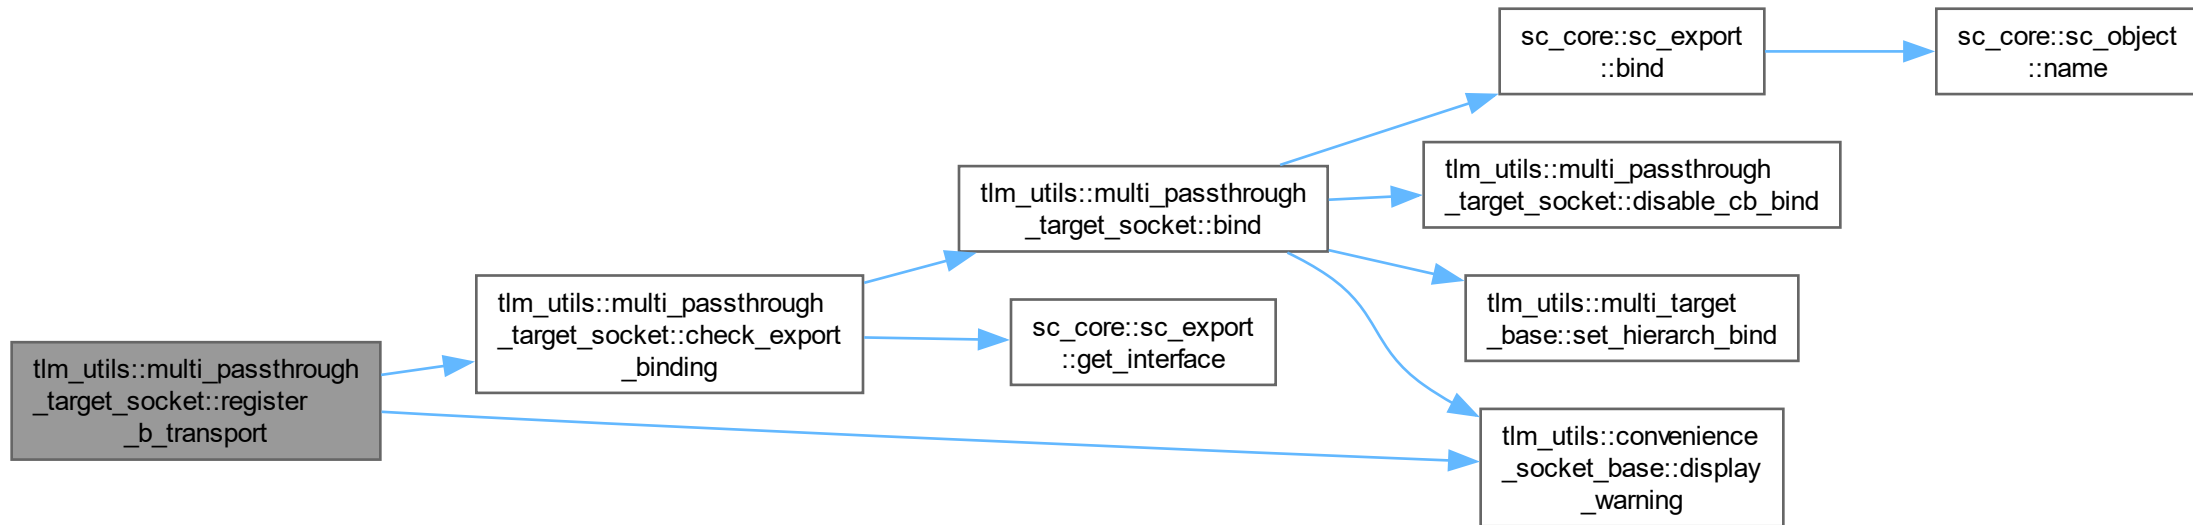 tlm_utils::multi_passthrough
_target_socket::register
_b_transport
tlm_utils::multi_passthrough
_target_socket::check_export
_binding
tlm_utils::multi_passthrough
_target_socket::bind
sc_core::sc_export
::get_interface
sc_core::sc_export
::bind
tlm_utils::multi_passthrough
_target_socket::disable_cb_bind
tlm_utils::multi_target
_base::set_hierarch_bind
tlm_utils::convenience
_socket_base::display
_warning
sc_core::sc_object
::name